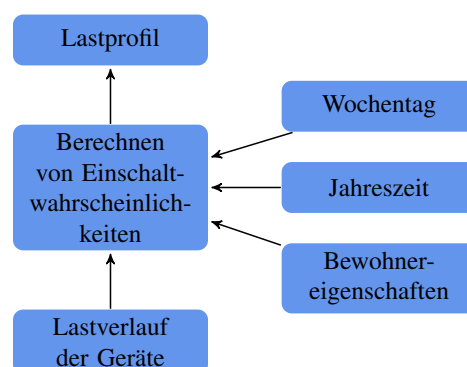 Lastprofil
Berechnen
von Einschalt-
wahrscheinlich-
keiten
Wochentag
Jahreszeit
Bewohner-
eigenschaften
Lastverlauf
der Geräte